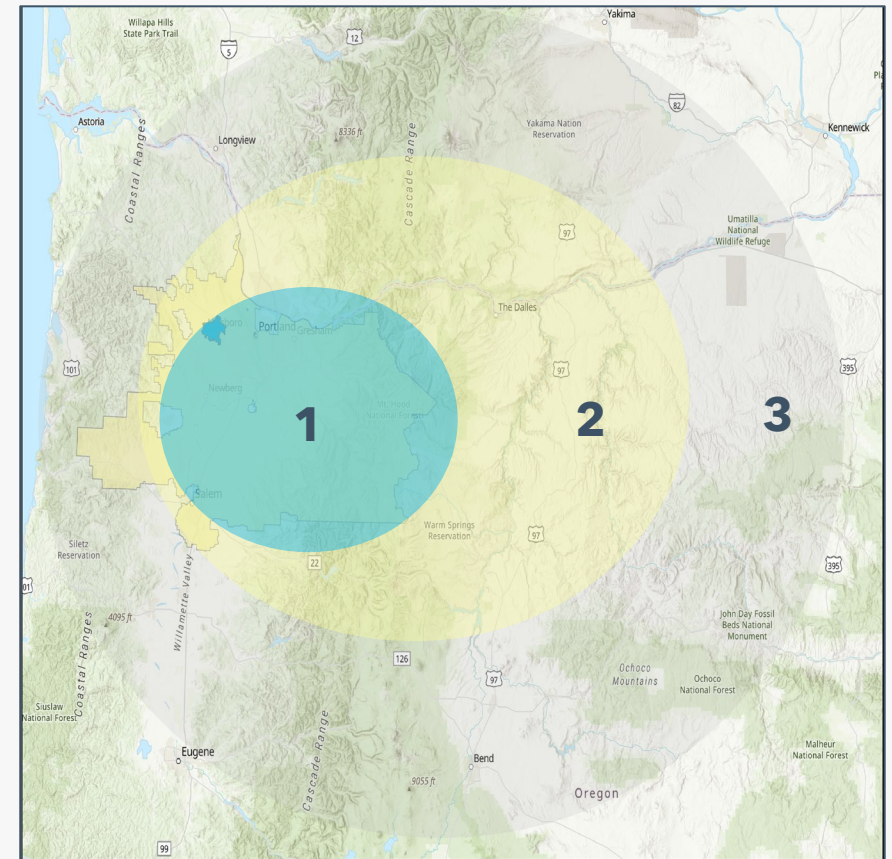 Yakima
Willapa Hills
State Park Trail
12
5
82
Astoria
Kennewick
Yakama Nation
Reservation
8336 ft
Longview
Coastal Ranges
Cascade Range
Umatilla
National
Wildlife Refuge
97
The Dalles
Portland
Gresham
101
97
395
Newberg
1
2
3
Salem
Warm Springs
Reservation
97
Siletz
Reservation
22
395
01
Willamette Valley
4095 ft
Coastal Ranges
John Day Fossil
Beds National
Monument
126
97
Ochoco
Mountains
Ochoco
National Forest
Siuslaw
National Forest
Cascade Range
Eugene
Bend
Malheur
National Forest
9055 ft
Oregon
99